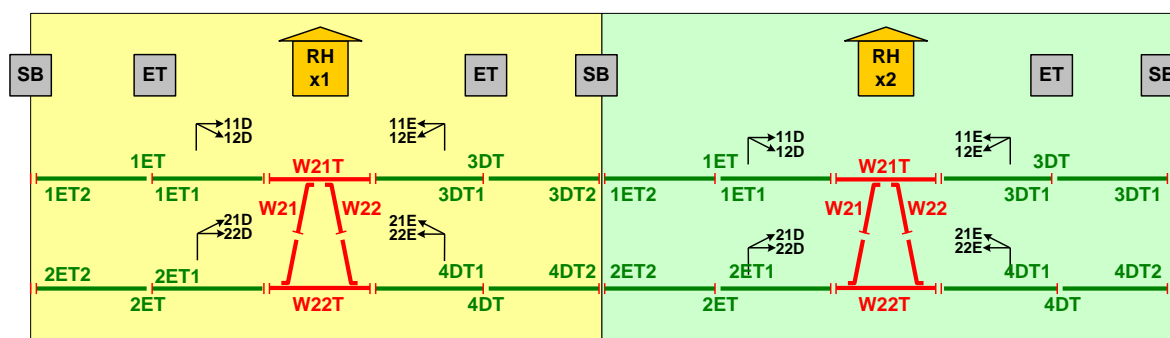 SB
ET
RH
x1
ET
SB
ET
RH
x2
ET
SE
11D
12D
11E
12E
11D
12D
11E
12E
1ET
W21T
3DT
1ET
W21T
3DT
1ET2
1ET1
3DT1
3DT2
1ET2
1ET1
3DT1
3DT1
W21
W22
W21
W22
21D
22D
21E
22E
21D
22D
21E
22E
2ET2
2ET1
4DT1
4DT2
2ET2
2ET1
4DT1
4DT2
2ET
W22T
4DT
2ET
W22T
4DT